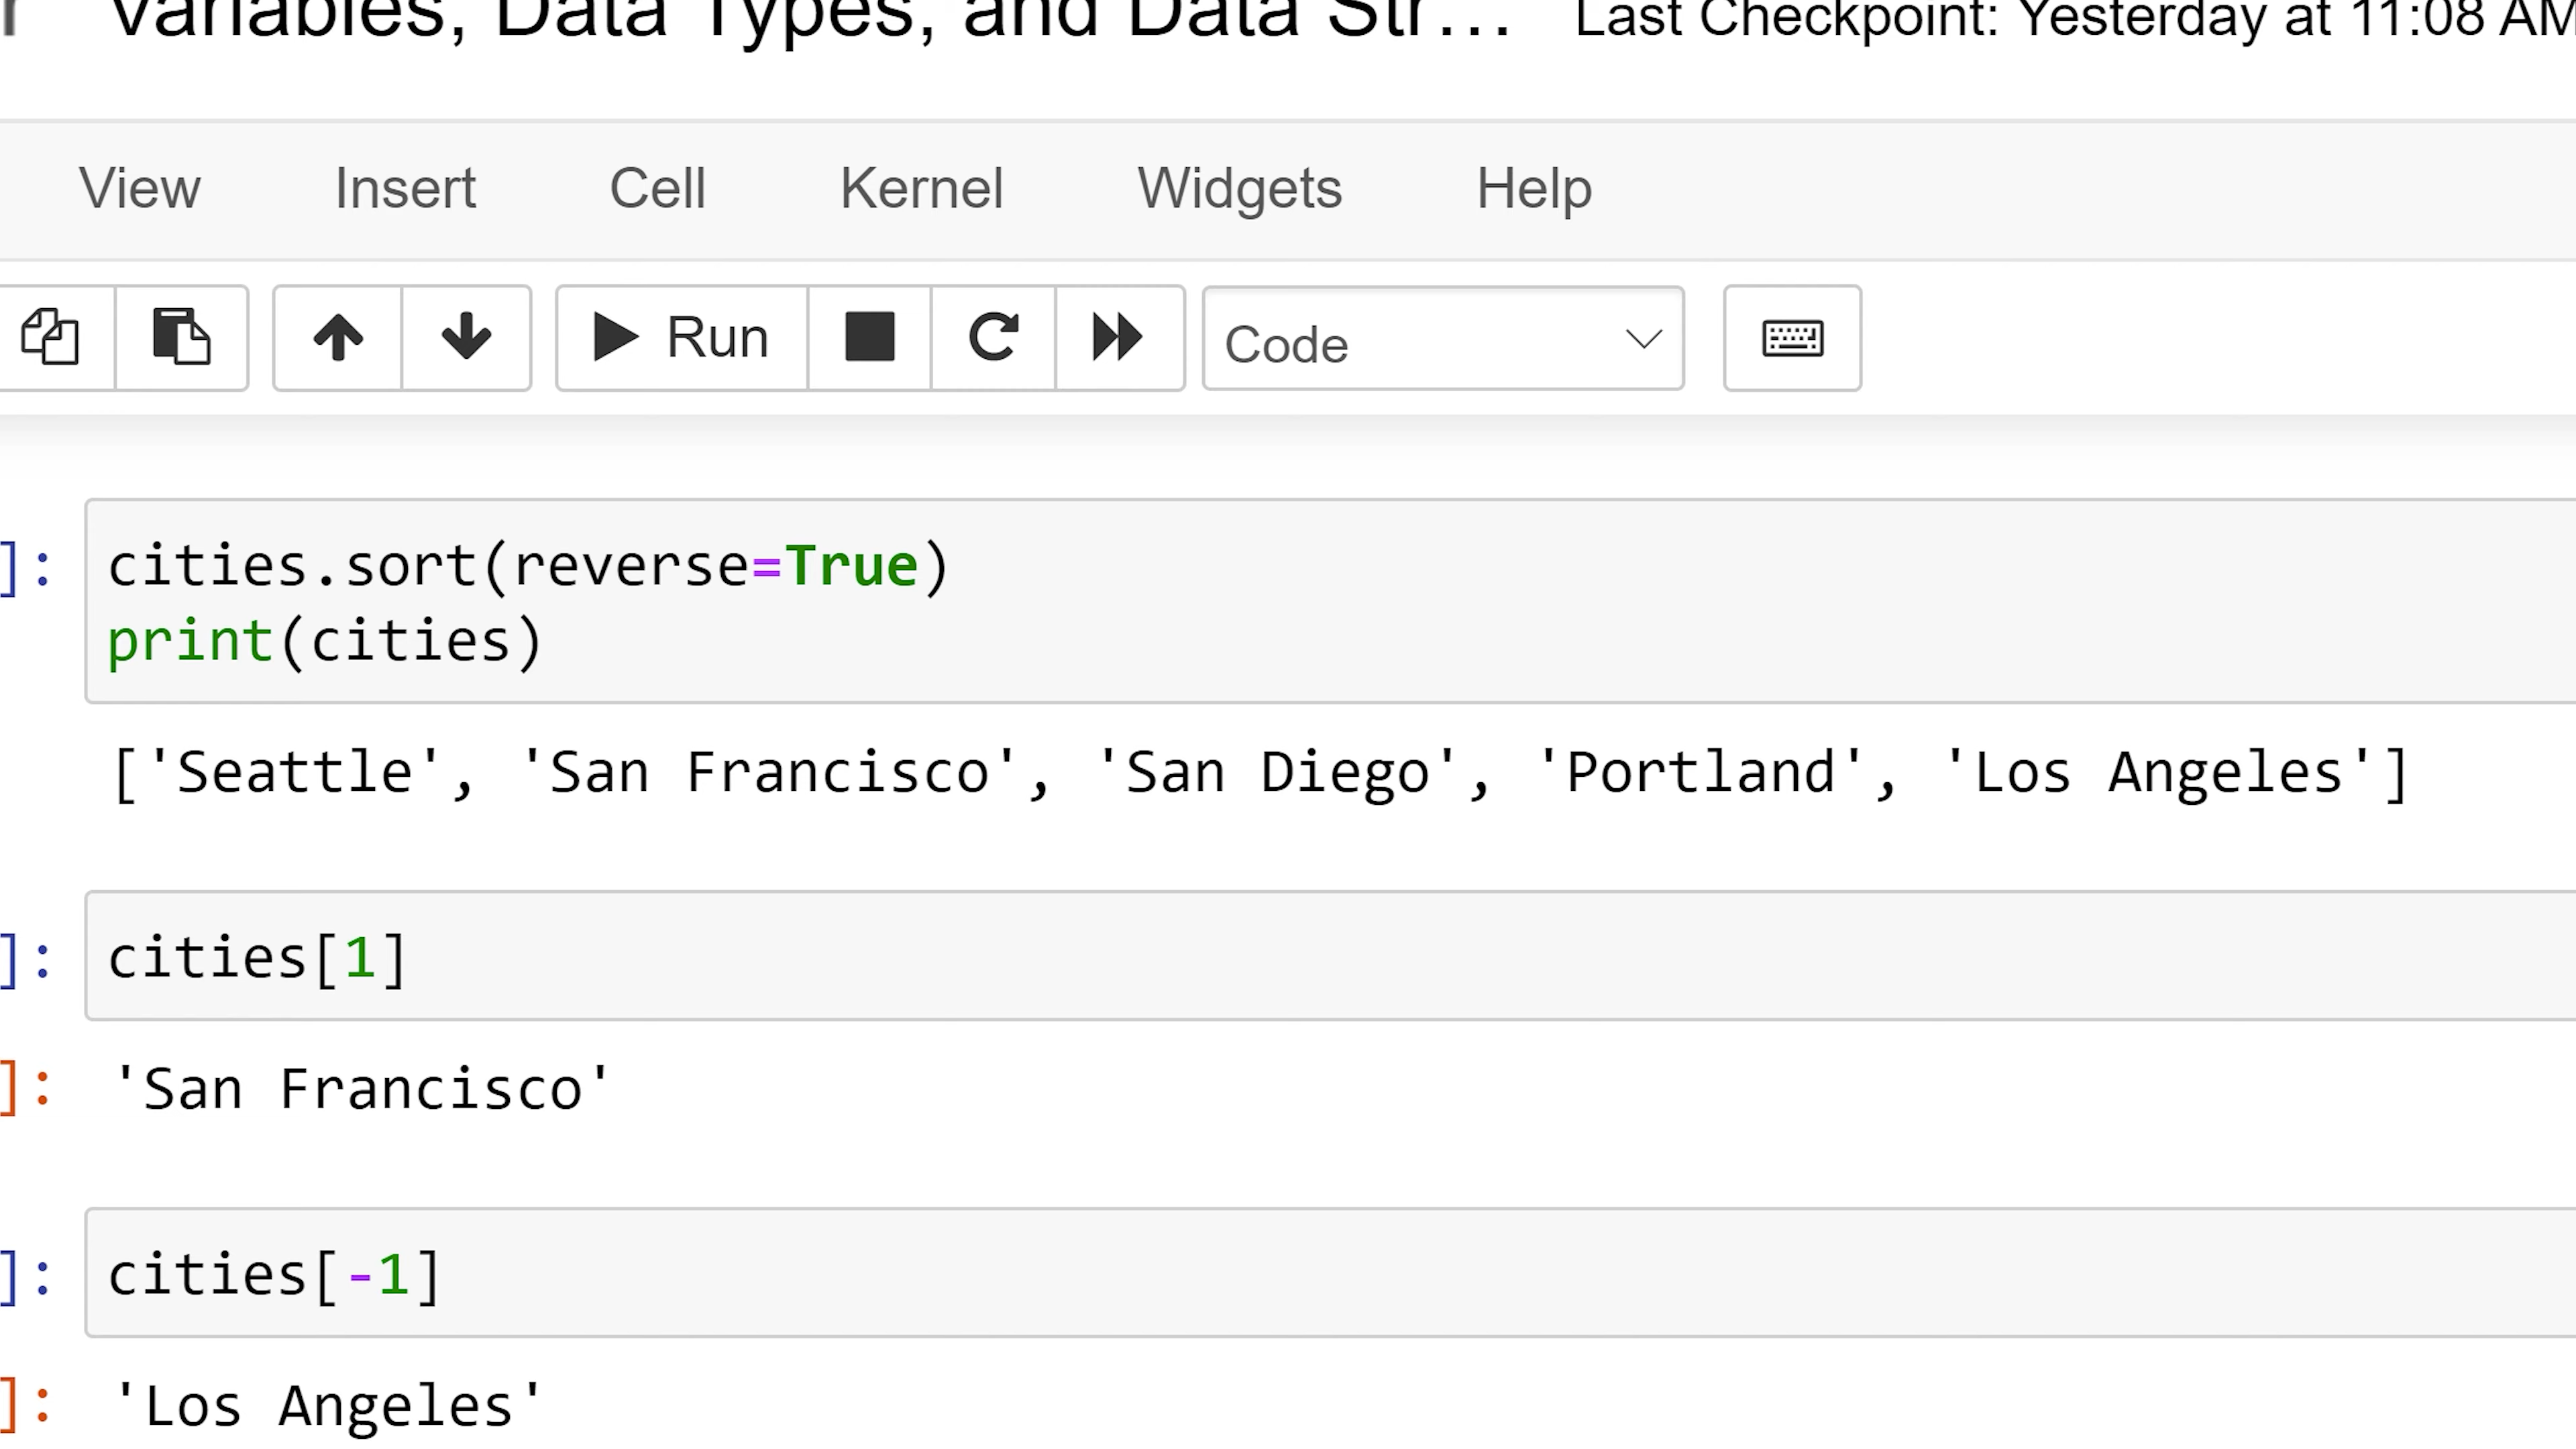 Variables, Data Types, and Data Str... Last Checkpoint: Yesterday at 11:08 AM
View Insert Cell Kernel Widgets Help
Run Code
]: cities.sort(reverse=True)
print(cities)
['Seattle', 'San Francisco', 'San Diego', 'Portland', 'Los Angeles']
]: cities[1]
]: 'San Francisco'
]: cities[-1]
]: 'Los Angeles'